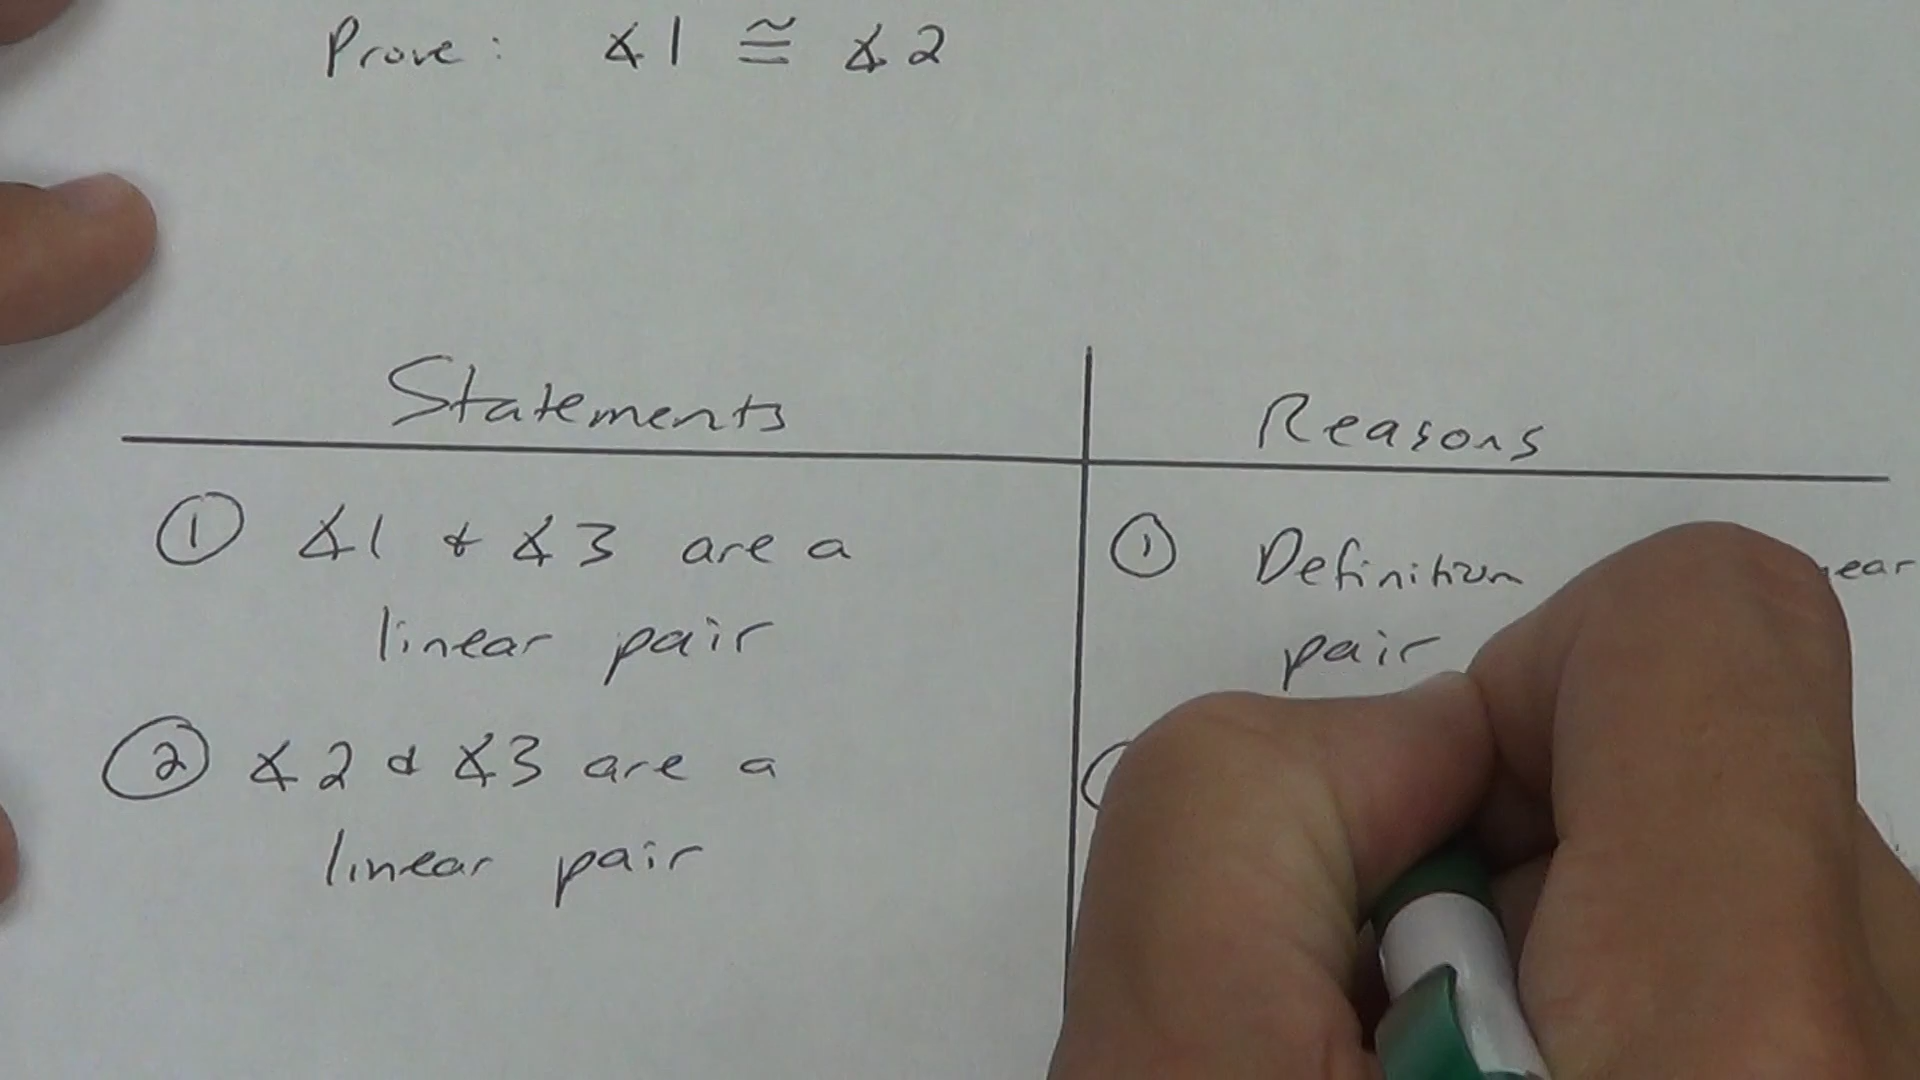 Prove: ∡1 ≅ ∡2
Statements
Reasons
① ∡1 & ∡3 are a
linear pair
① Definition
pair
② ∡2 & ∡3 are a
linear pair